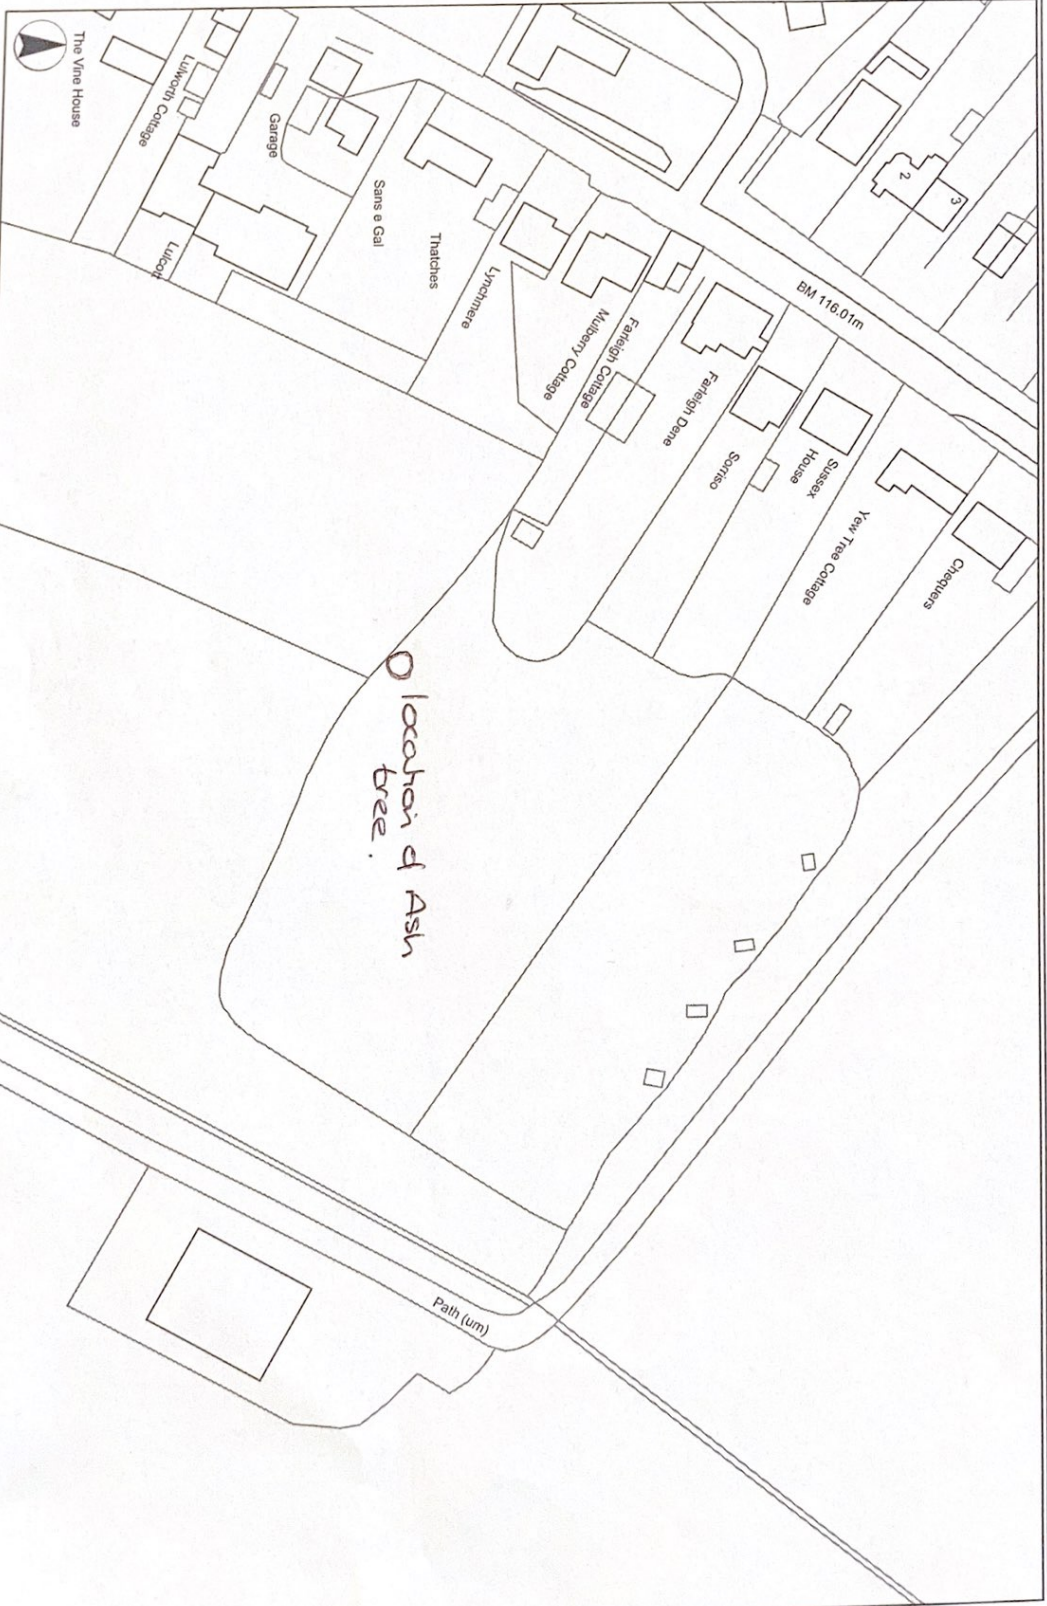 The Vine House
Lulworth Cottage
Garage
Lulcott
Sans e Gal
Thatches
Lynchmere
Mulberry Cottage
Farleigh Cottage
Farleigh Dene
Sorriso
Sussex
House
Yew Tree Cottage
Chequers
2
3
BM 116.01m
Path (um)
location of Ash
tree.